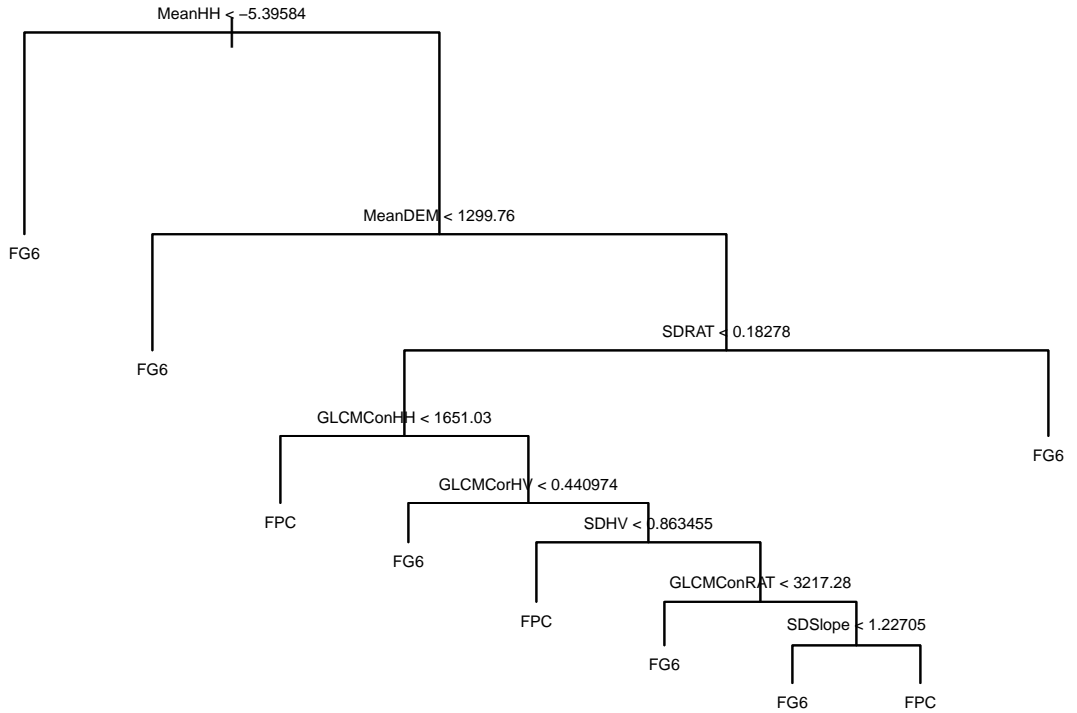 MeanHH < −5.39584
MeanDEM < 1299.76
FG6
SDRAT < 0.18278
FG6
GLCMConHH < 1651.03
FG6
GLCMCorHV < 0.440974
FPC
SDHV < 0.863455
FG6
GLCMConRAT < 3217.28
FPC
SDSlope < 1.22705
FG6
FG6
FPC